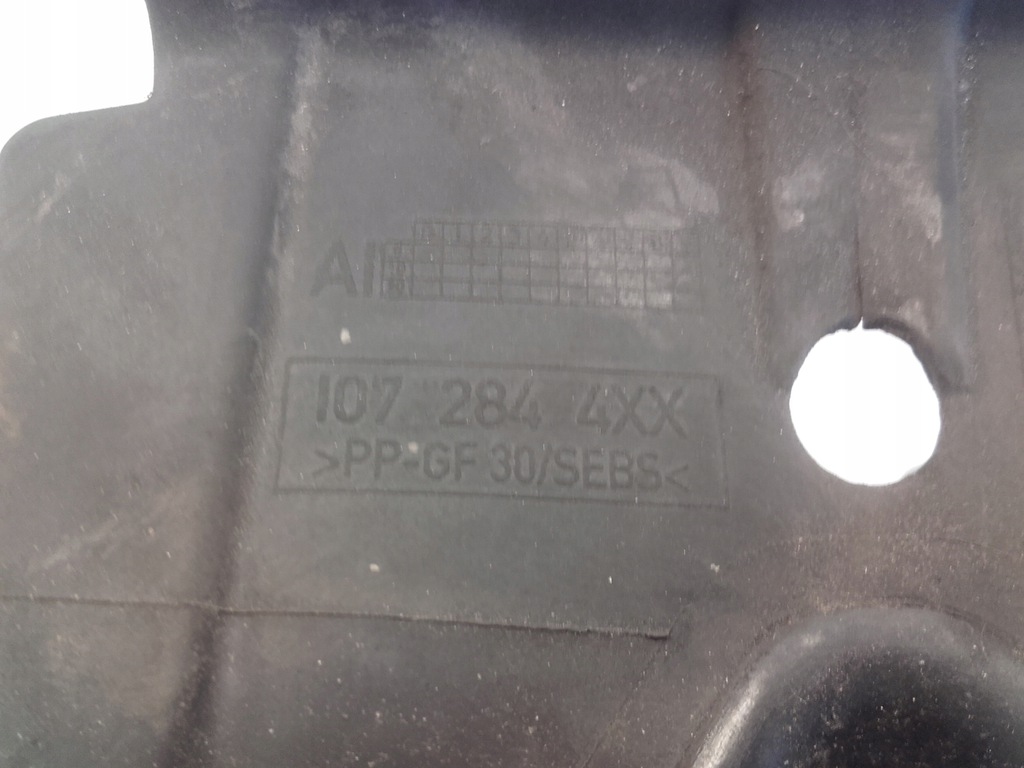 AI
107 284 4XX
>PP-GF 30/SEBS<